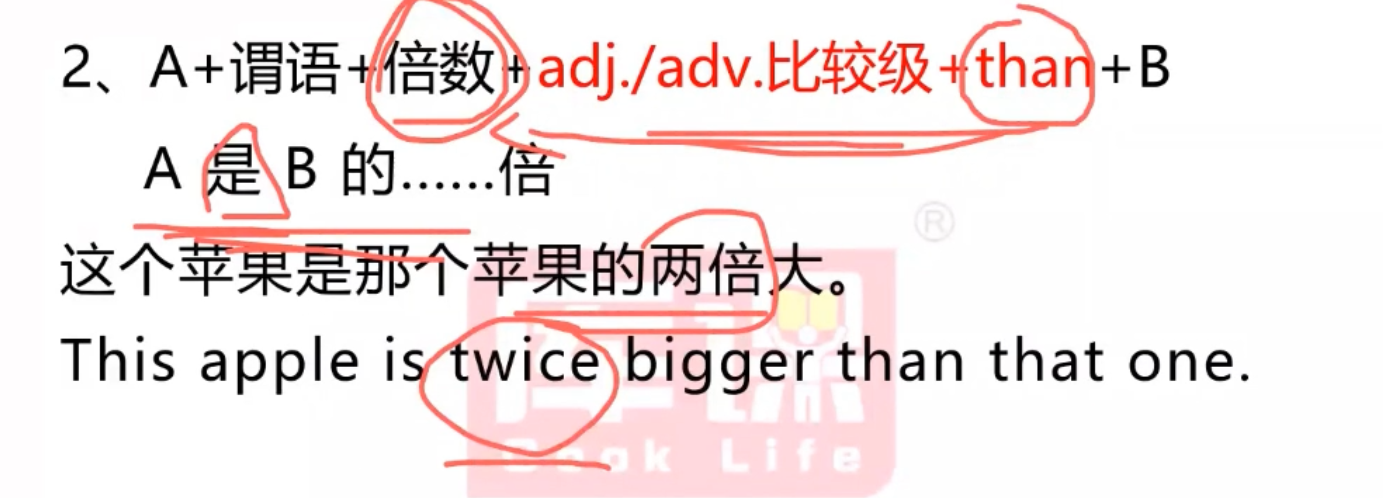 2、A+谓语+倍数+adj./adv.比较级+than+B
A 是 B 的……倍
®
这个苹果是那个苹果的两倍大。
This apple is twice bigger than that one.
Life